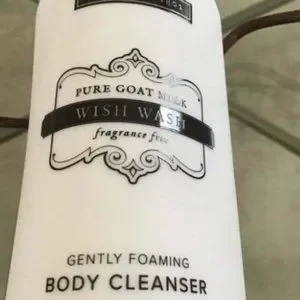 PURE GOAT MILK
WISH WASH
fragrance free
GENTLY FOAMING
BODY CLEANSER